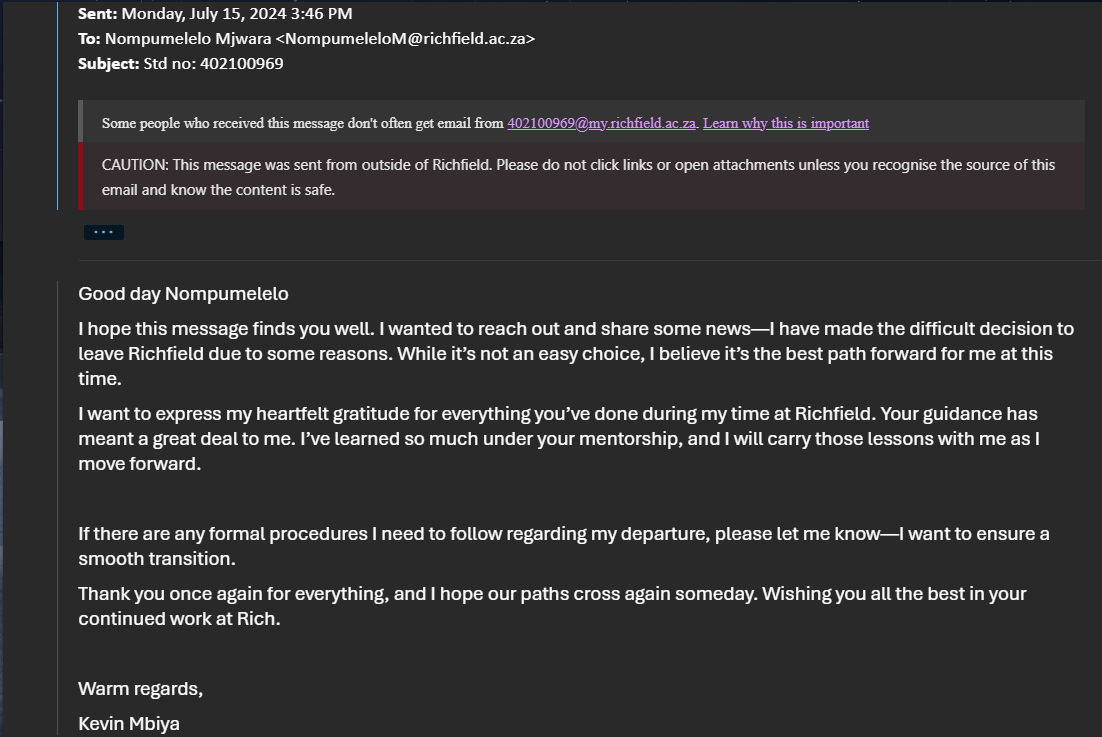 Sent: Monday, July 15, 2024 3:46 PM
To: Nompumelelo Mjwara <NompumeleloM@richfield.ac.za>
Subject: Std no: 402100969
Some people who received this message don't often get email from 402100969@my.richfield.ac.za. Learn why this is important
CAUTION: This message was sent from outside of Richfield. Please do not click links or open attachments unless you recognise the source of this
email and know the content is safe.
...
Good day Nompumelelo
I hope this message finds you well. I wanted to reach out and share some news—I have made the difficult decision to
leave Richfield due to some reasons. While it’s not an easy choice, I believe it’s the best path forward for me at this
time.
I want to express my heartfelt gratitude for everything you’ve done during my time at Richfield. Your guidance has
meant a great deal to me. I’ve learned so much under your mentorship, and I will carry those lessons with me as I
move forward.
If there are any formal procedures I need to follow regarding my departure, please let me know—I want to ensure a
smooth transition.
Thank you once again for everything, and I hope our paths cross again someday. Wishing you all the best in your
continued work at Rich.
Warm regards,
Kevin Mbiya